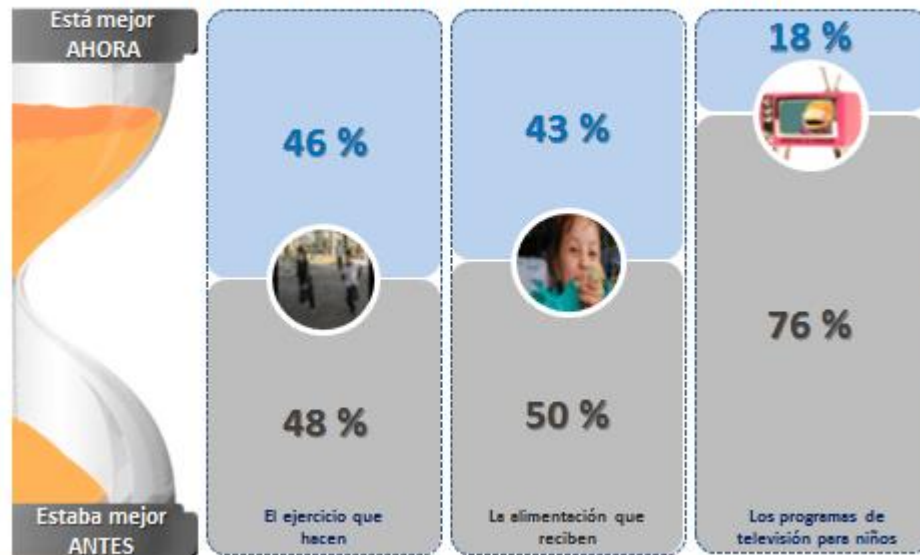 Está mejor
AHORA
46 %
43 %
18 %
48 %
50 %
76 %
Estaba mejor
ANTES
El ejercicio que
hacen
La alimentación que
reciben
Los programas de
televisión para niños